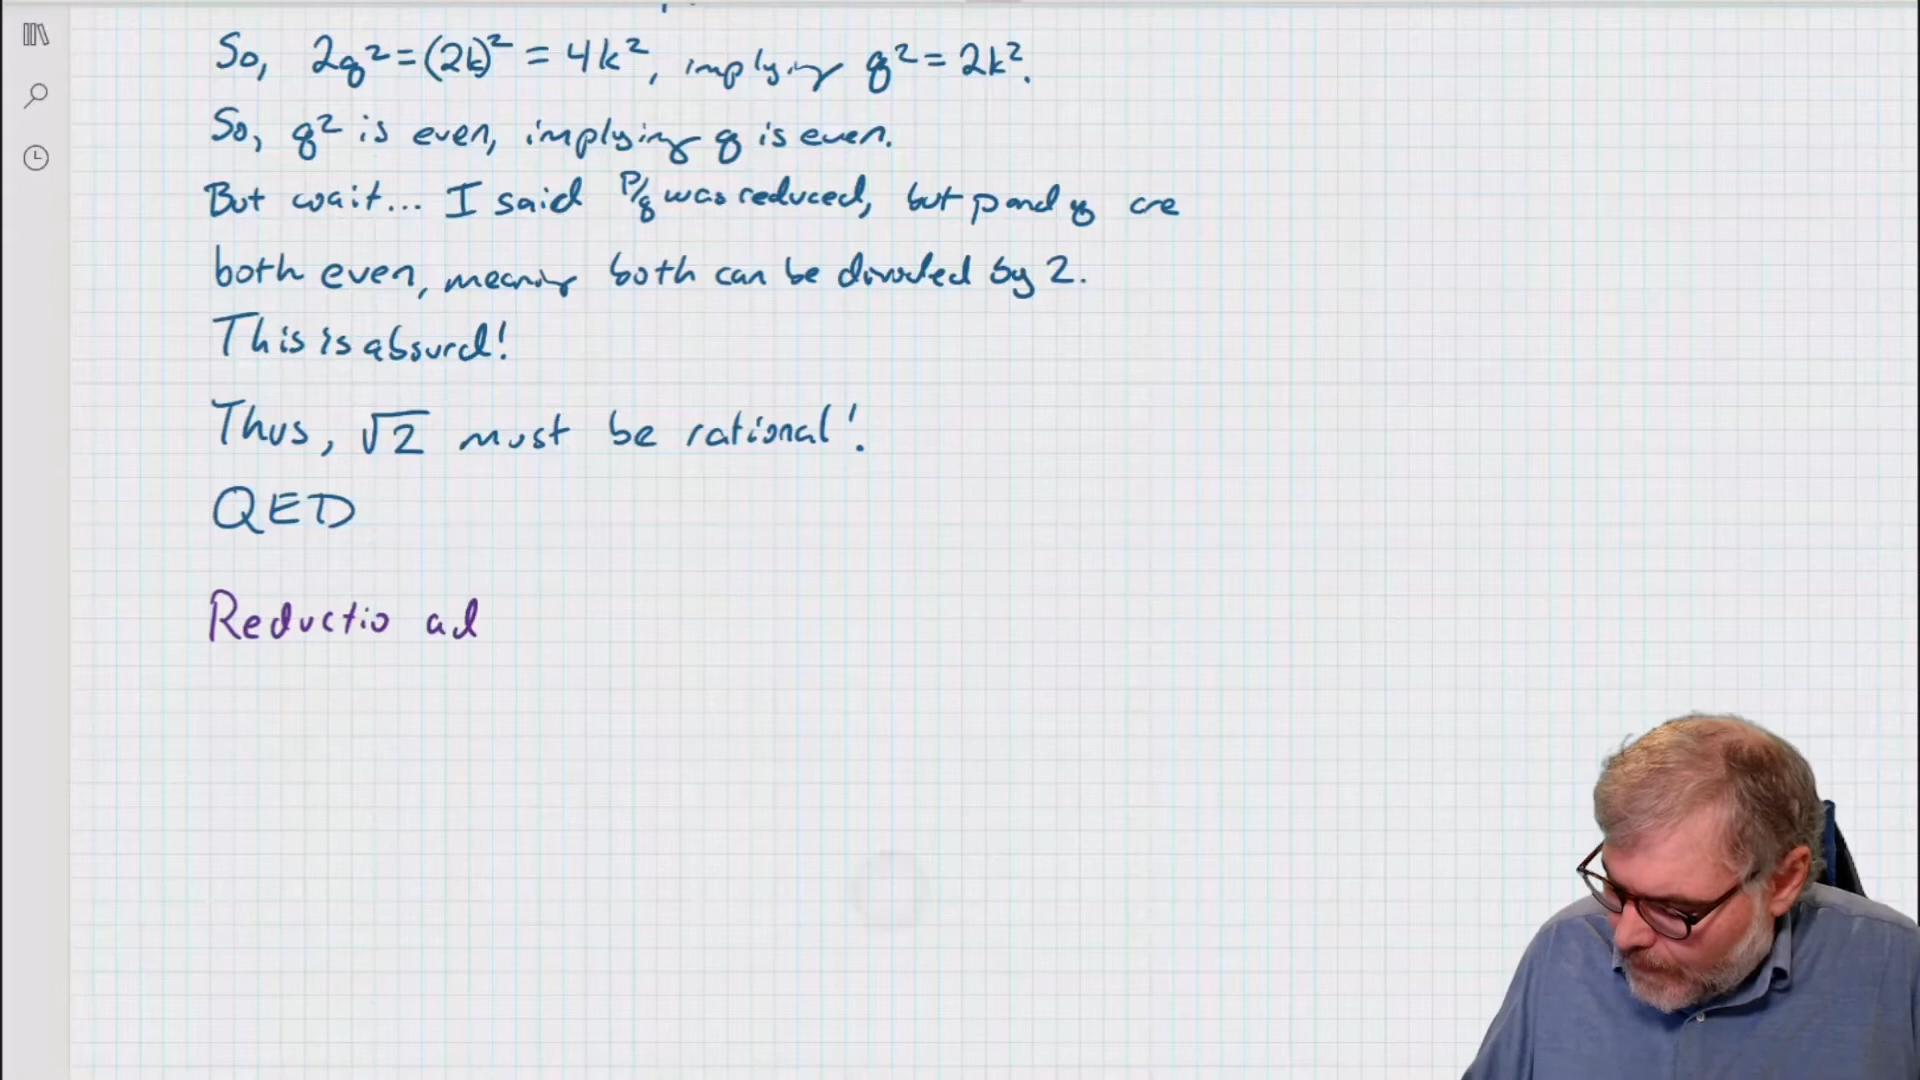 So, 2q² = (2k)² = 4k², implying q² = 2k².
So, q² is even, implying q is even.
But wait... I said P/q was reduced, but p and q are
both even, meaning both can be divided by 2.
This is absurd!
Thus, √2 must be rational!
QED
Reductio ad